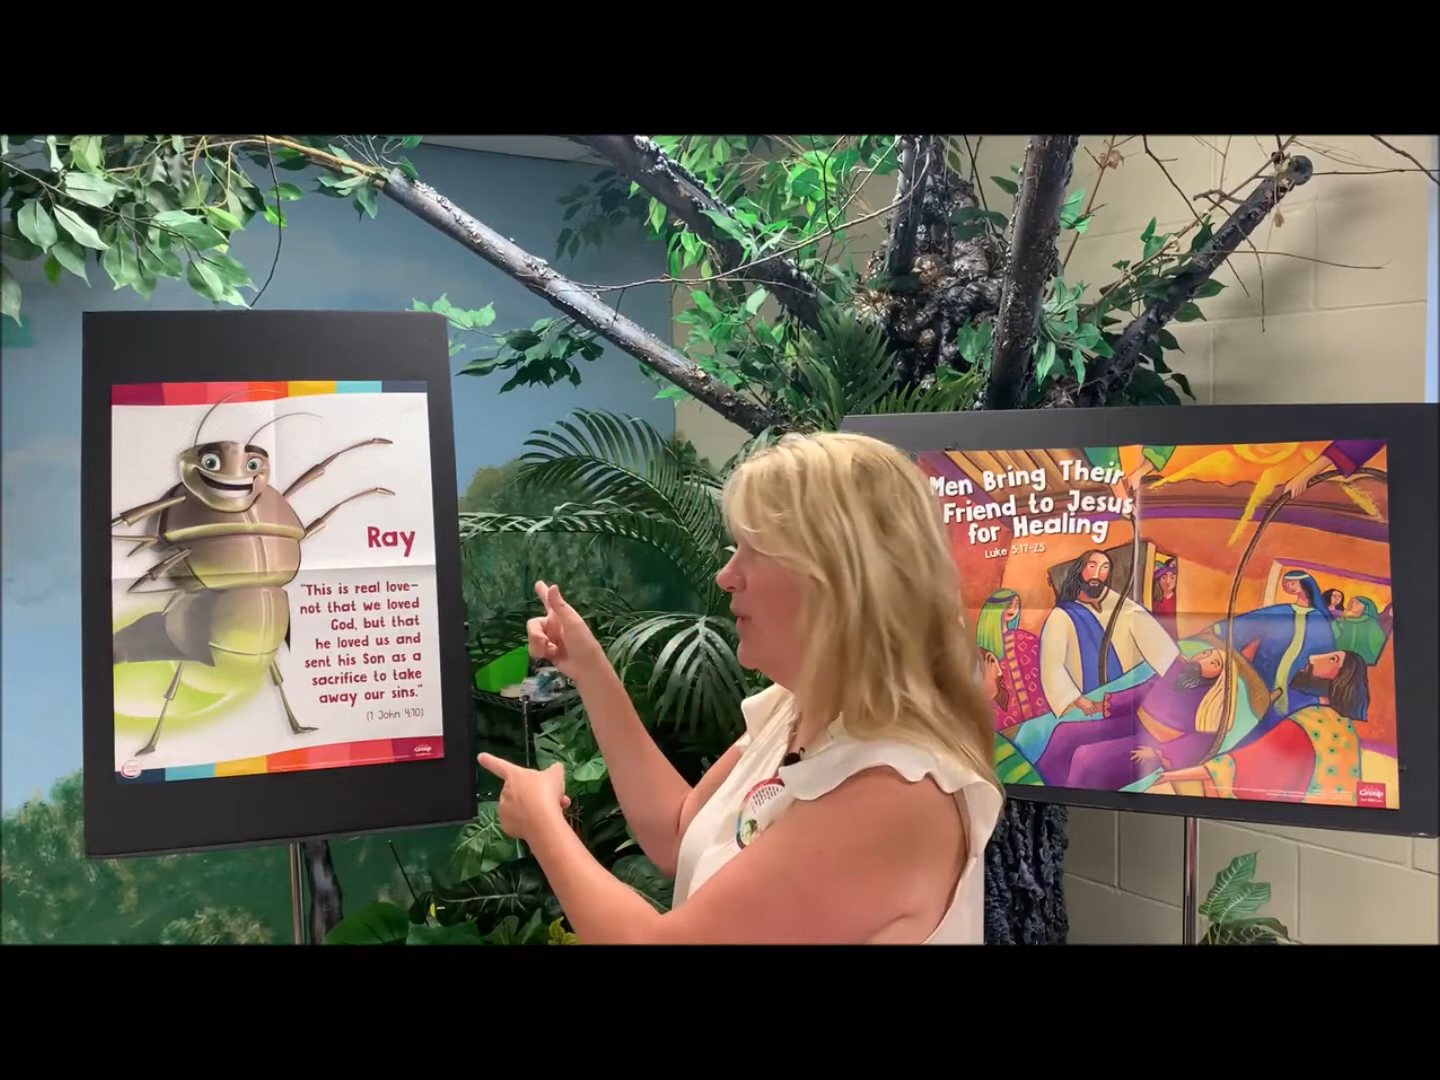 Ray
"This is real love—
not that we loved
God, but that
he loved us and
sent his Son as a
sacrifice to take
away our sins."
(1 John 4:10)
Group
Men Bring Their
Friend to Jesus
for Healing
Luke 5:17-25
Group